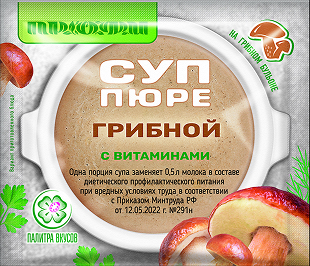 НА ГРИБНОМ БУЛЬОНЕ
СУП
ПЮРЕ
ГРИБНОЙ
С ВИТАМИНАМИ
Одна порция супа заменяет 0,5 л молока в составе
диетического профилактического питания
при вредных условиях труда в соответствии
с Приказом Минтруда РФ
от 12.05.2022 г. №291н
ПАЛИТРА ВКУСОВ